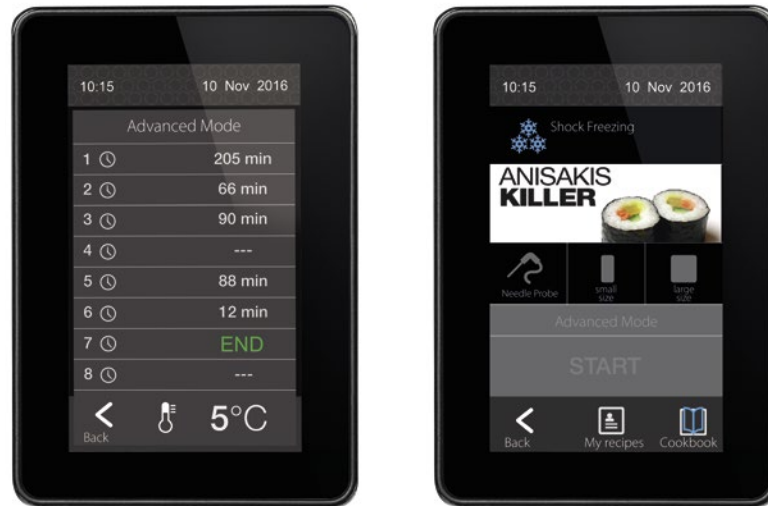 10:15 10 Nov 2016
Advanced Mode
1 205 min
2 66 min
3 90 min
4 ---
5 88 min
6 12 min
7 END
8 ---
5°C
Back
10:15 10 Nov 2016
Shock Freezing
ANISAKIS
KILLER
Needle Probe small size large size
Advanced Mode
START
Back My recipes Cookbook